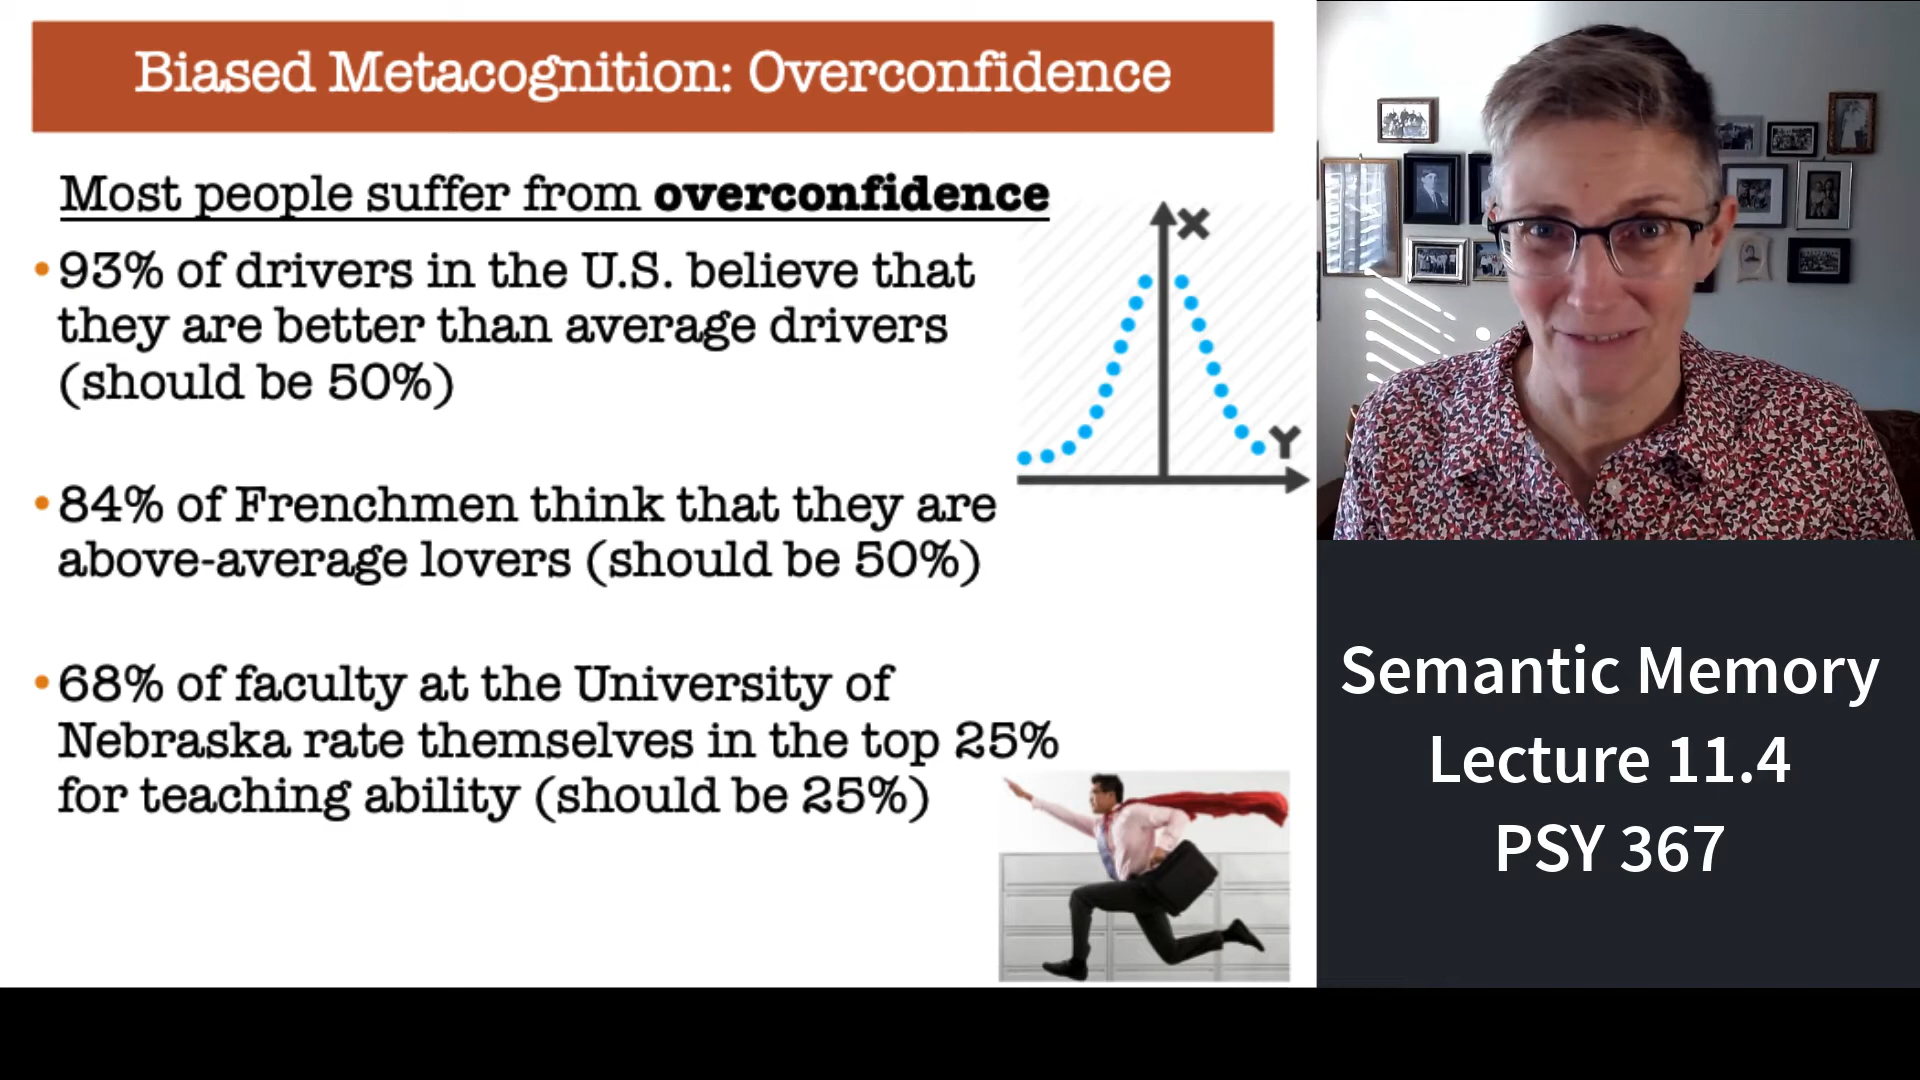 Biased Metacognition: Overconfidence
Most people suffer from overconfidence
•93% of drivers in the U.S. believe that
they are better than average drivers
(should be 50%)
X
Y
•84% of Frenchmen think that they are
above-average lovers (should be 50%)
•68% of faculty at the University of
Nebraska rate themselves in the top 25%
for teaching ability (should be 25%)
Semantic Memory
Lecture 11.4
PSY 367